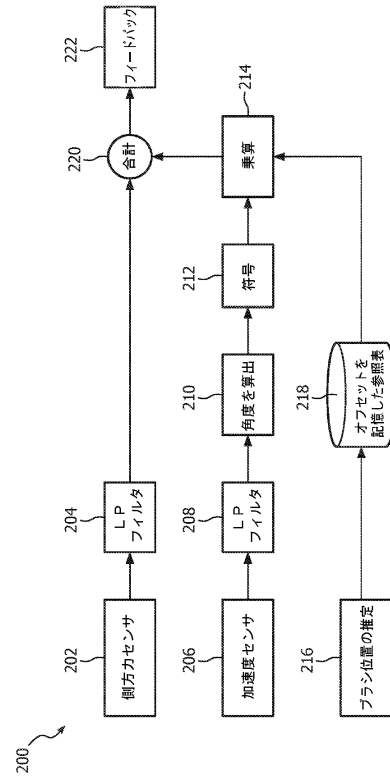 200
202
側方力センサ
204
LP
フィルタ
220
合計
222
フィードバック
206
加速度センサ
208
LP
フィルタ
210
角度を算出
212
符号
214
乗算
216
ブラシ位置の推定
218
オフセットを
記憶した参照表